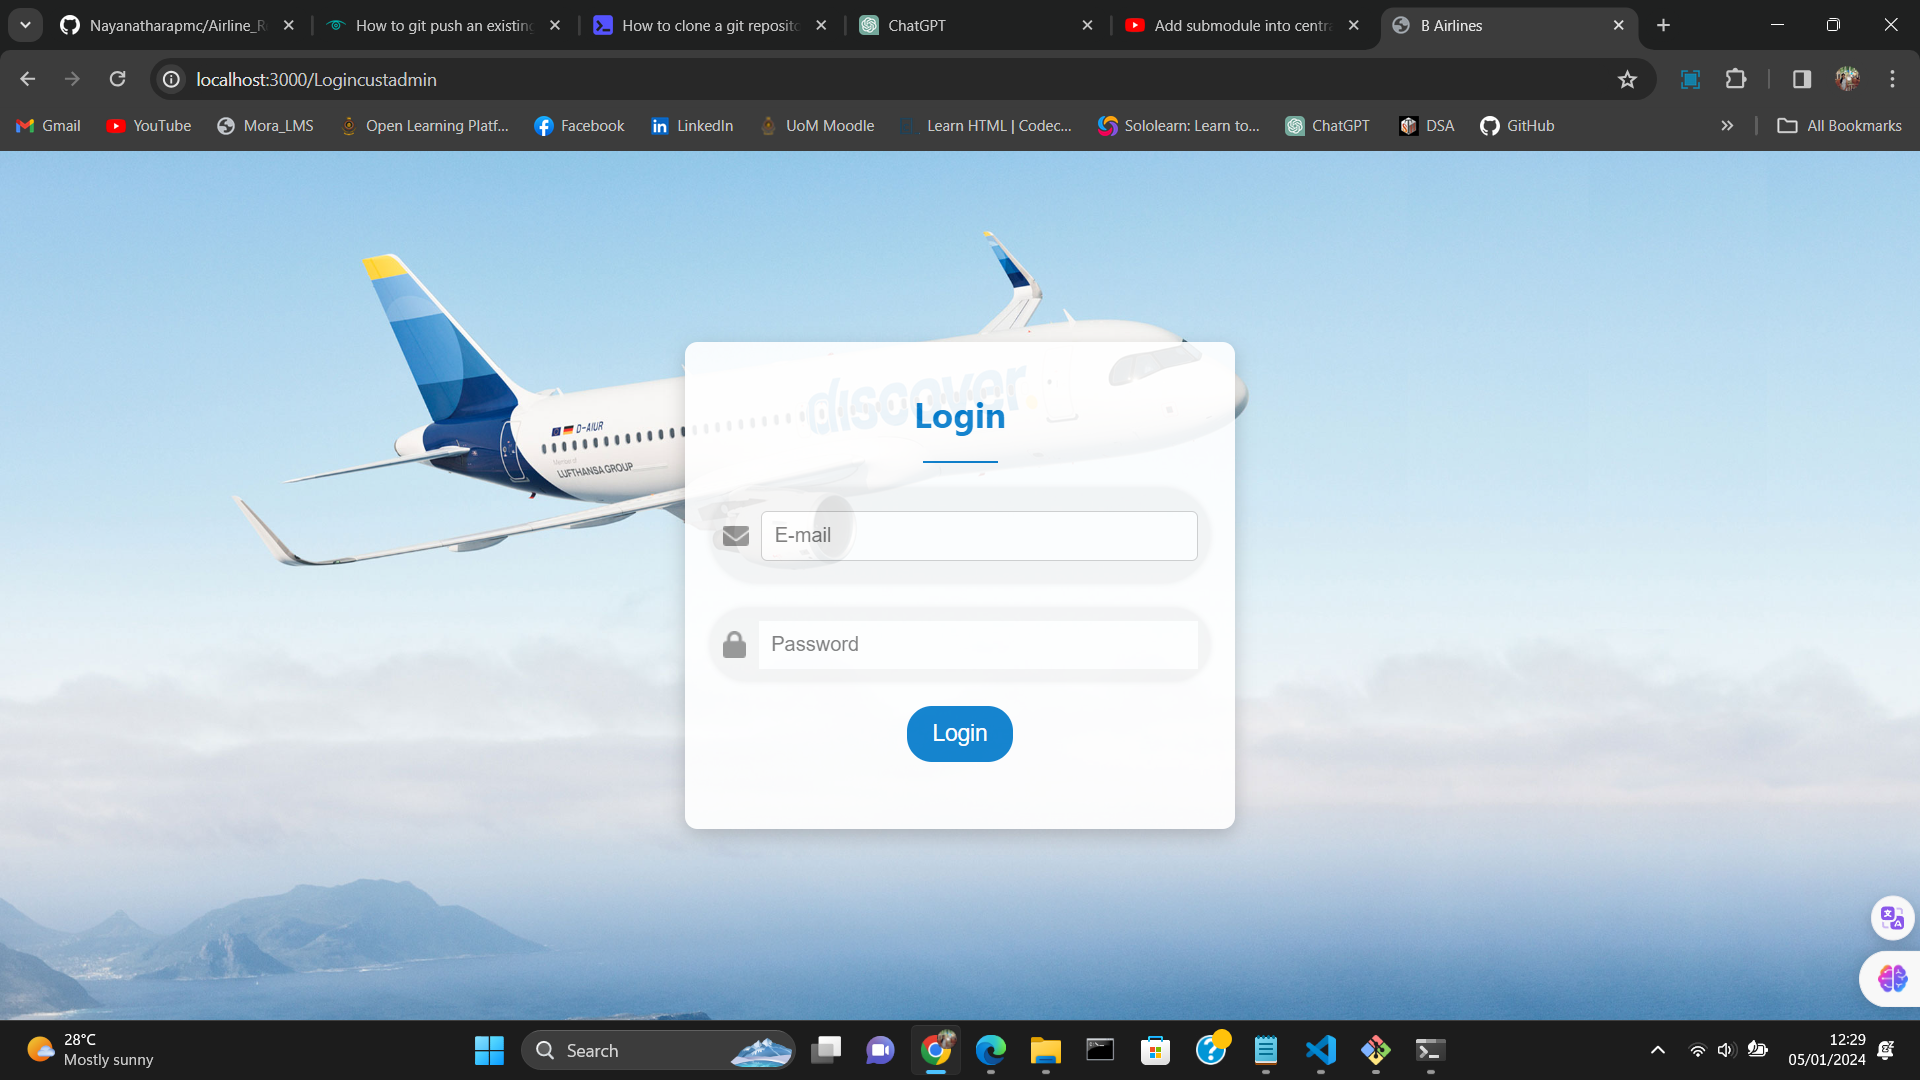 Nayanatharapmc/Airline_R
How to git push an existing
How to clone a git reposito
ChatGPT
Add submodule into centr
B Airlines
localhost:3000/Logincustadmin
Gmail
YouTube
Mora_LMS
Open Learning Platf...
Facebook
LinkedIn
UoM Moodle
Learn HTML | Codec...
Sololearn: Learn to...
ChatGPT
DSA
GitHub
All Bookmarks
discover
D-AIUR
Member of
LUFTHANSA GROUP
Login
E-mail
Password
Login
28°C
Mostly sunny
Search
12:29
05/01/2024